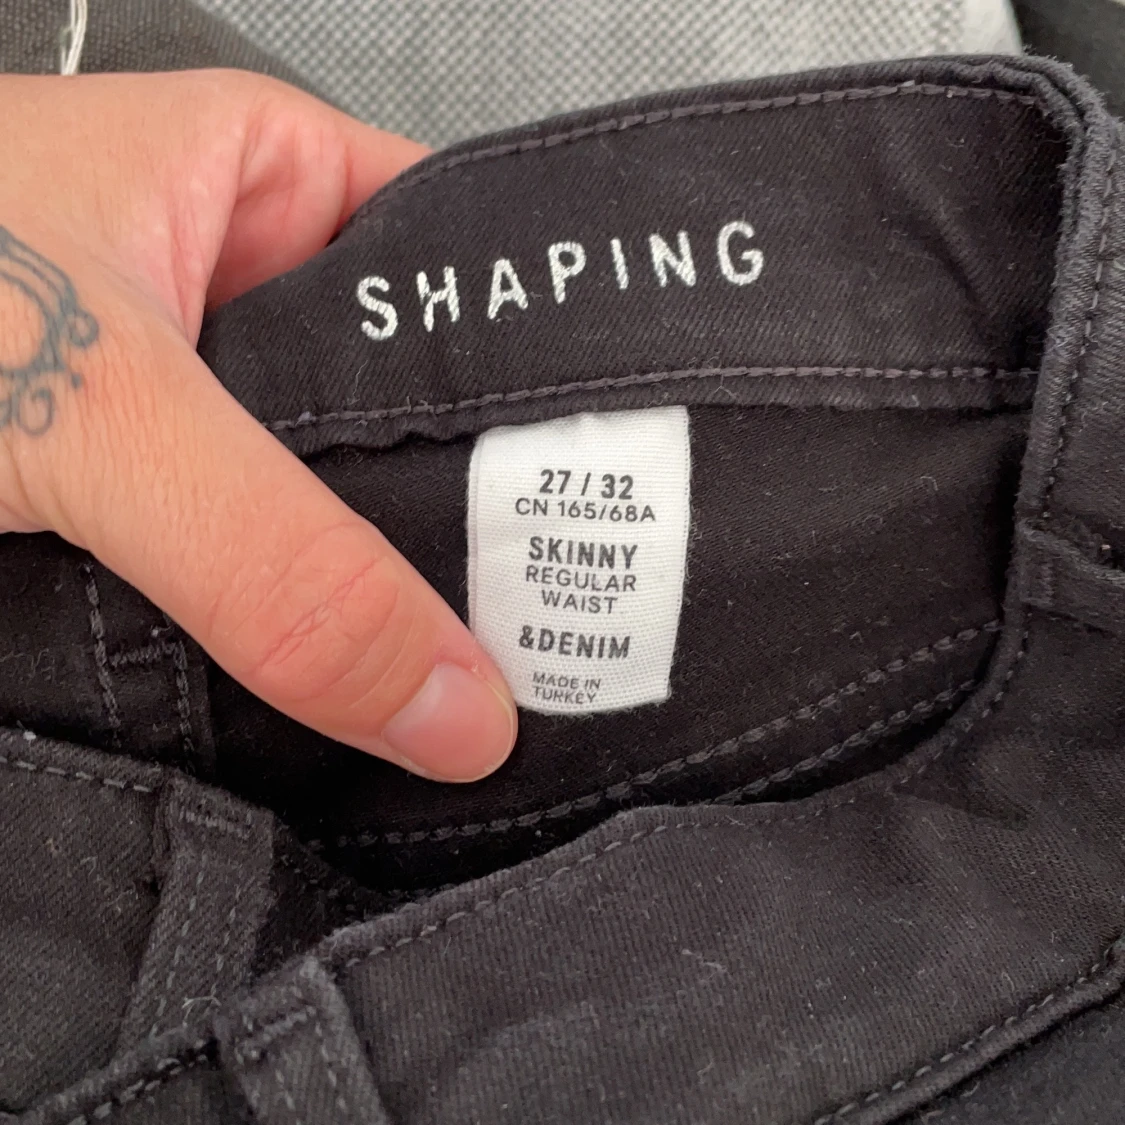 SHAPING
27 / 32
CN 165/68A
SKINNY
REGULAR
WAIST
&DENIM
MADE IN
TURKEY